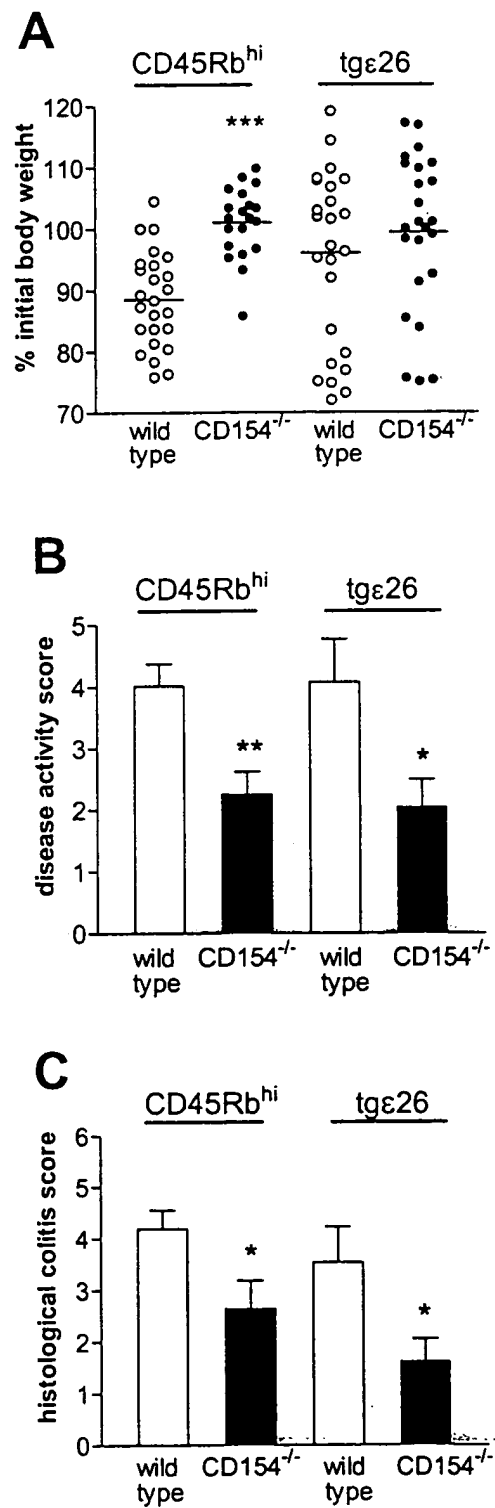 A
CD45Rb^hi tgε26
***
% initial body weight
120
110
100
90
80
70
wild type CD154^-/- wild type CD154^-/-
B
CD45Rb^hi tgε26
disease activity score
5
4
3
2
1
0
** *
wild type CD154^-/- wild type CD154^-/-
C
CD45Rb^hi tgε26
histological colitis score
6
5
4
3
2
1
0
* *
wild type CD154^-/- wild type CD154^-/-